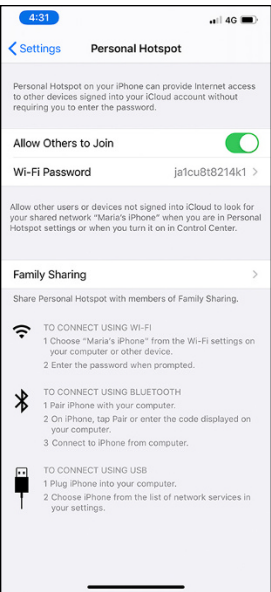 4:31
4G
Settings
Personal Hotspot
Personal Hotspot on your iPhone can provide Internet access
to other devices signed into your iCloud account without
requiring you to enter the password.
Allow Others to Join
Wi-Fi Password ja1cu8t8214k1
Allow other users or devices not signed into iCloud to look for
your shared network “Maria’s iPhone” when you are in Personal
Hotspot settings or when you turn it on in Control Center.
Family Sharing
Share Personal Hotspot with members of Family Sharing.
TO CONNECT USING WI-FI
1 Choose “Maria’s iPhone” from the Wi-Fi settings on
your computer or other device.
2 Enter the password when prompted.
TO CONNECT USING BLUETOOTH
1 Pair iPhone with your computer.
2 On iPhone, tap Pair or enter the code displayed on
your computer.
3 Connect to iPhone from computer.
TO CONNECT USING USB
1 Plug iPhone into your computer.
2 Choose iPhone from the list of network services in
your settings.